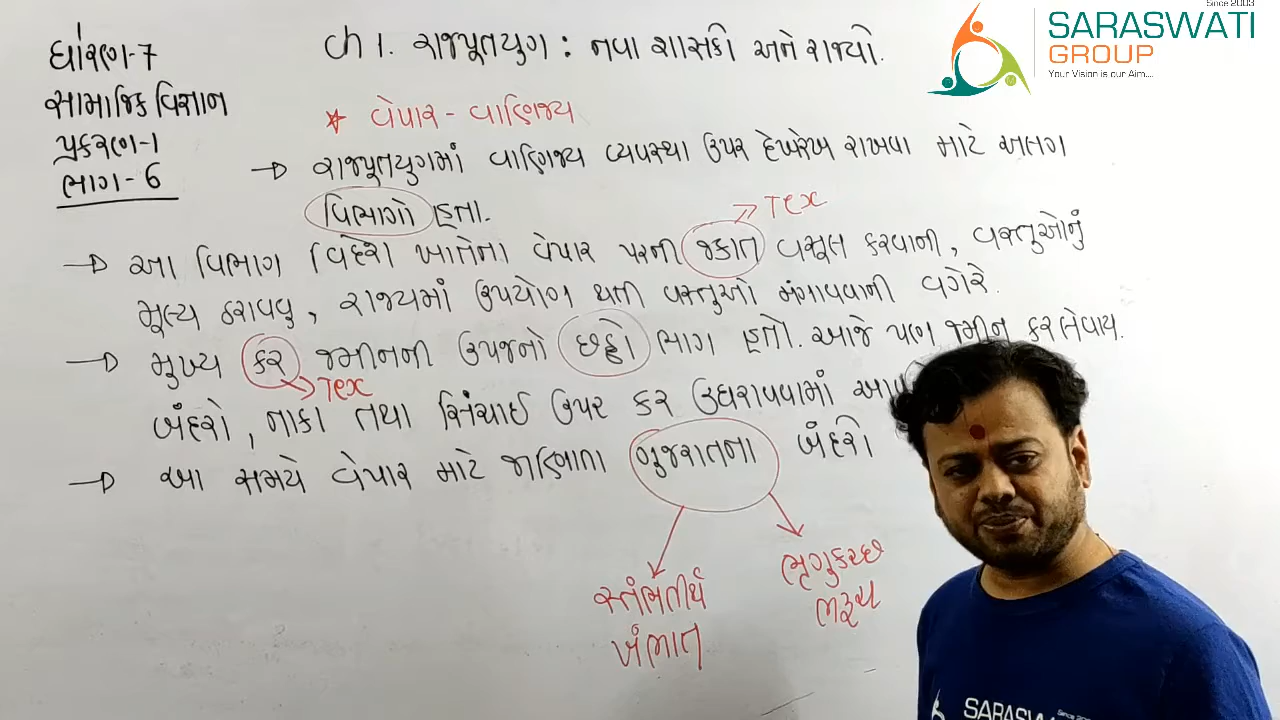 ધોરણ-7
સામાજિક વિજ્ઞાન
પ્રકરણ-1
ભાગ-6
ch 1. રાજપૂતયુગ : નવા શાસકો અને રાજ્યો.
Since 2003
SARASWATI
GROUP
Your Vision is our Aim....
* વેપાર - વાણિજ્ય
→ રાજપૂતયુગમાં વાણિજ્ય વ્યવસ્થા ઉપર દેખરેખ રાખવા માટે અલગ
વિભાગો હતા.
Tex
→ આ વિભાગ વિદેશ ખાતેના વેપાર પરની જકાત વસૂલ કરવાની, વસ્તુઓનું
મૂલ્ય ઠરાવવુ, રાજ્યમાં ઉપયોગ થતી વસ્તુઓ મંગાવવાની વગેરે.
→ મુખ્ય કર જમીનની ઉપજનો છઠ્ઠો ભાગ હતો. આજે પણ જમીન કર લેવાય.
Tex
બંદરો, નાકા તથા સિંચાઈ ઉપર કર ઉઘરાવવામાં
→ આ સમયે વેપાર માટે જાણીતા ગુજરાતના બંદરો
સ્તંભતીર્થ
ખંભાત
ભૃગુકચ્છ
ભરૂચ
SARASWATI